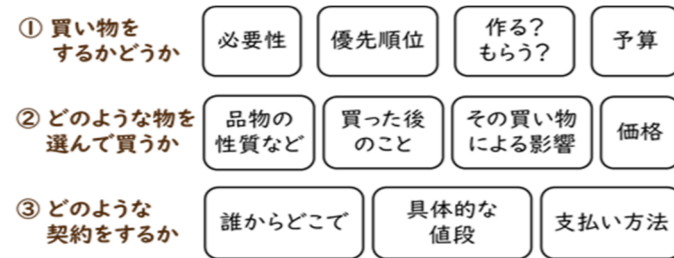 ① 買い物を
するかどうか
必要性
優先順位
作る？
もらう？
予算
② どのような物を
選んで買うか
品物の
性質など
買った後
のこと
その買い物
による影響
価格
③ どのような
契約をするか
誰からどこで
具体的な
値段
支払い方法